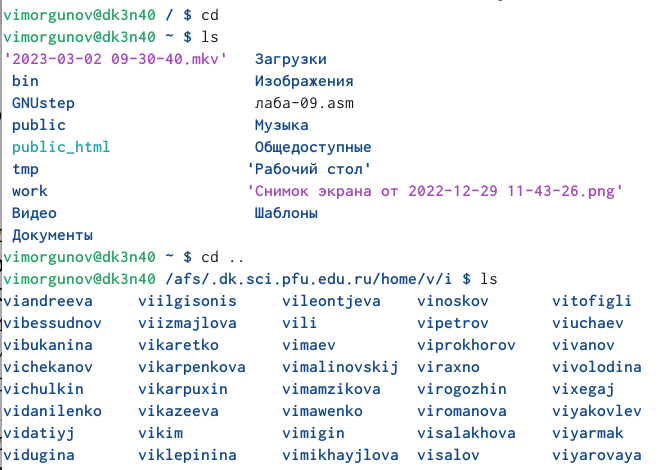 vimorgunov@dk3n40 / $ cd
vimorgunov@dk3n40 ~ $ ls
'2023-03-02 09-30-40.mkv' Загрузки
bin Изображения
GNUstep лаба-09.asm
public Музыка
public_html Общедоступные
tmp 'Рабочий стол'
work 'Снимок экрана от 2022-12-29 11-43-26.png'
Видео Шаблоны
Документы
vimorgunov@dk3n40 ~ $ cd ..
vimorgunov@dk3n40 /afs/.dk.sci.pfu.edu.ru/home/v/i $ ls
viandreeva viilgisonis vileontjeva vinoskov vitofigli
vibessudnov viizmajlova vili vipetrov viuchaev
vibukanina vikaretko vimaev viprokhorov vivanov
vichekanov vikarpenkova vimalinovskij viraxno vivolodina
vichulkin vikarpuxin vimamzikova virogozhin vixegaj
vidanilenko vikazeeva vimawenko viromanova viyakovlev
vidatiyj vikim vimigin visalakhova viyarmak
vidugina viklepinina vimikhayjlova visalov viyarovaya